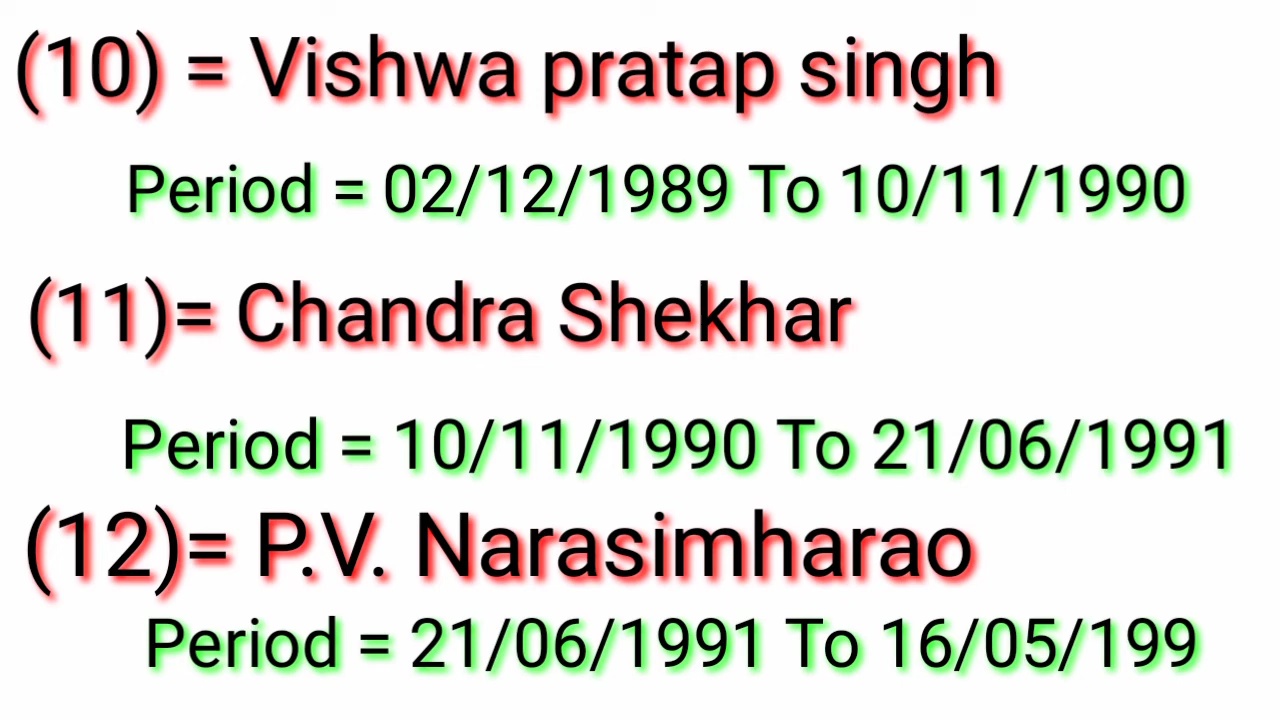 (10) = Vishwa pratap singh
Period = 02/12/1989 To 10/11/1990
(11)= Chandra Shekhar
Period = 10/11/1990 To 21/06/1991
(12)= P.V. Narasimharao
Period = 21/06/1991 To 16/05/199